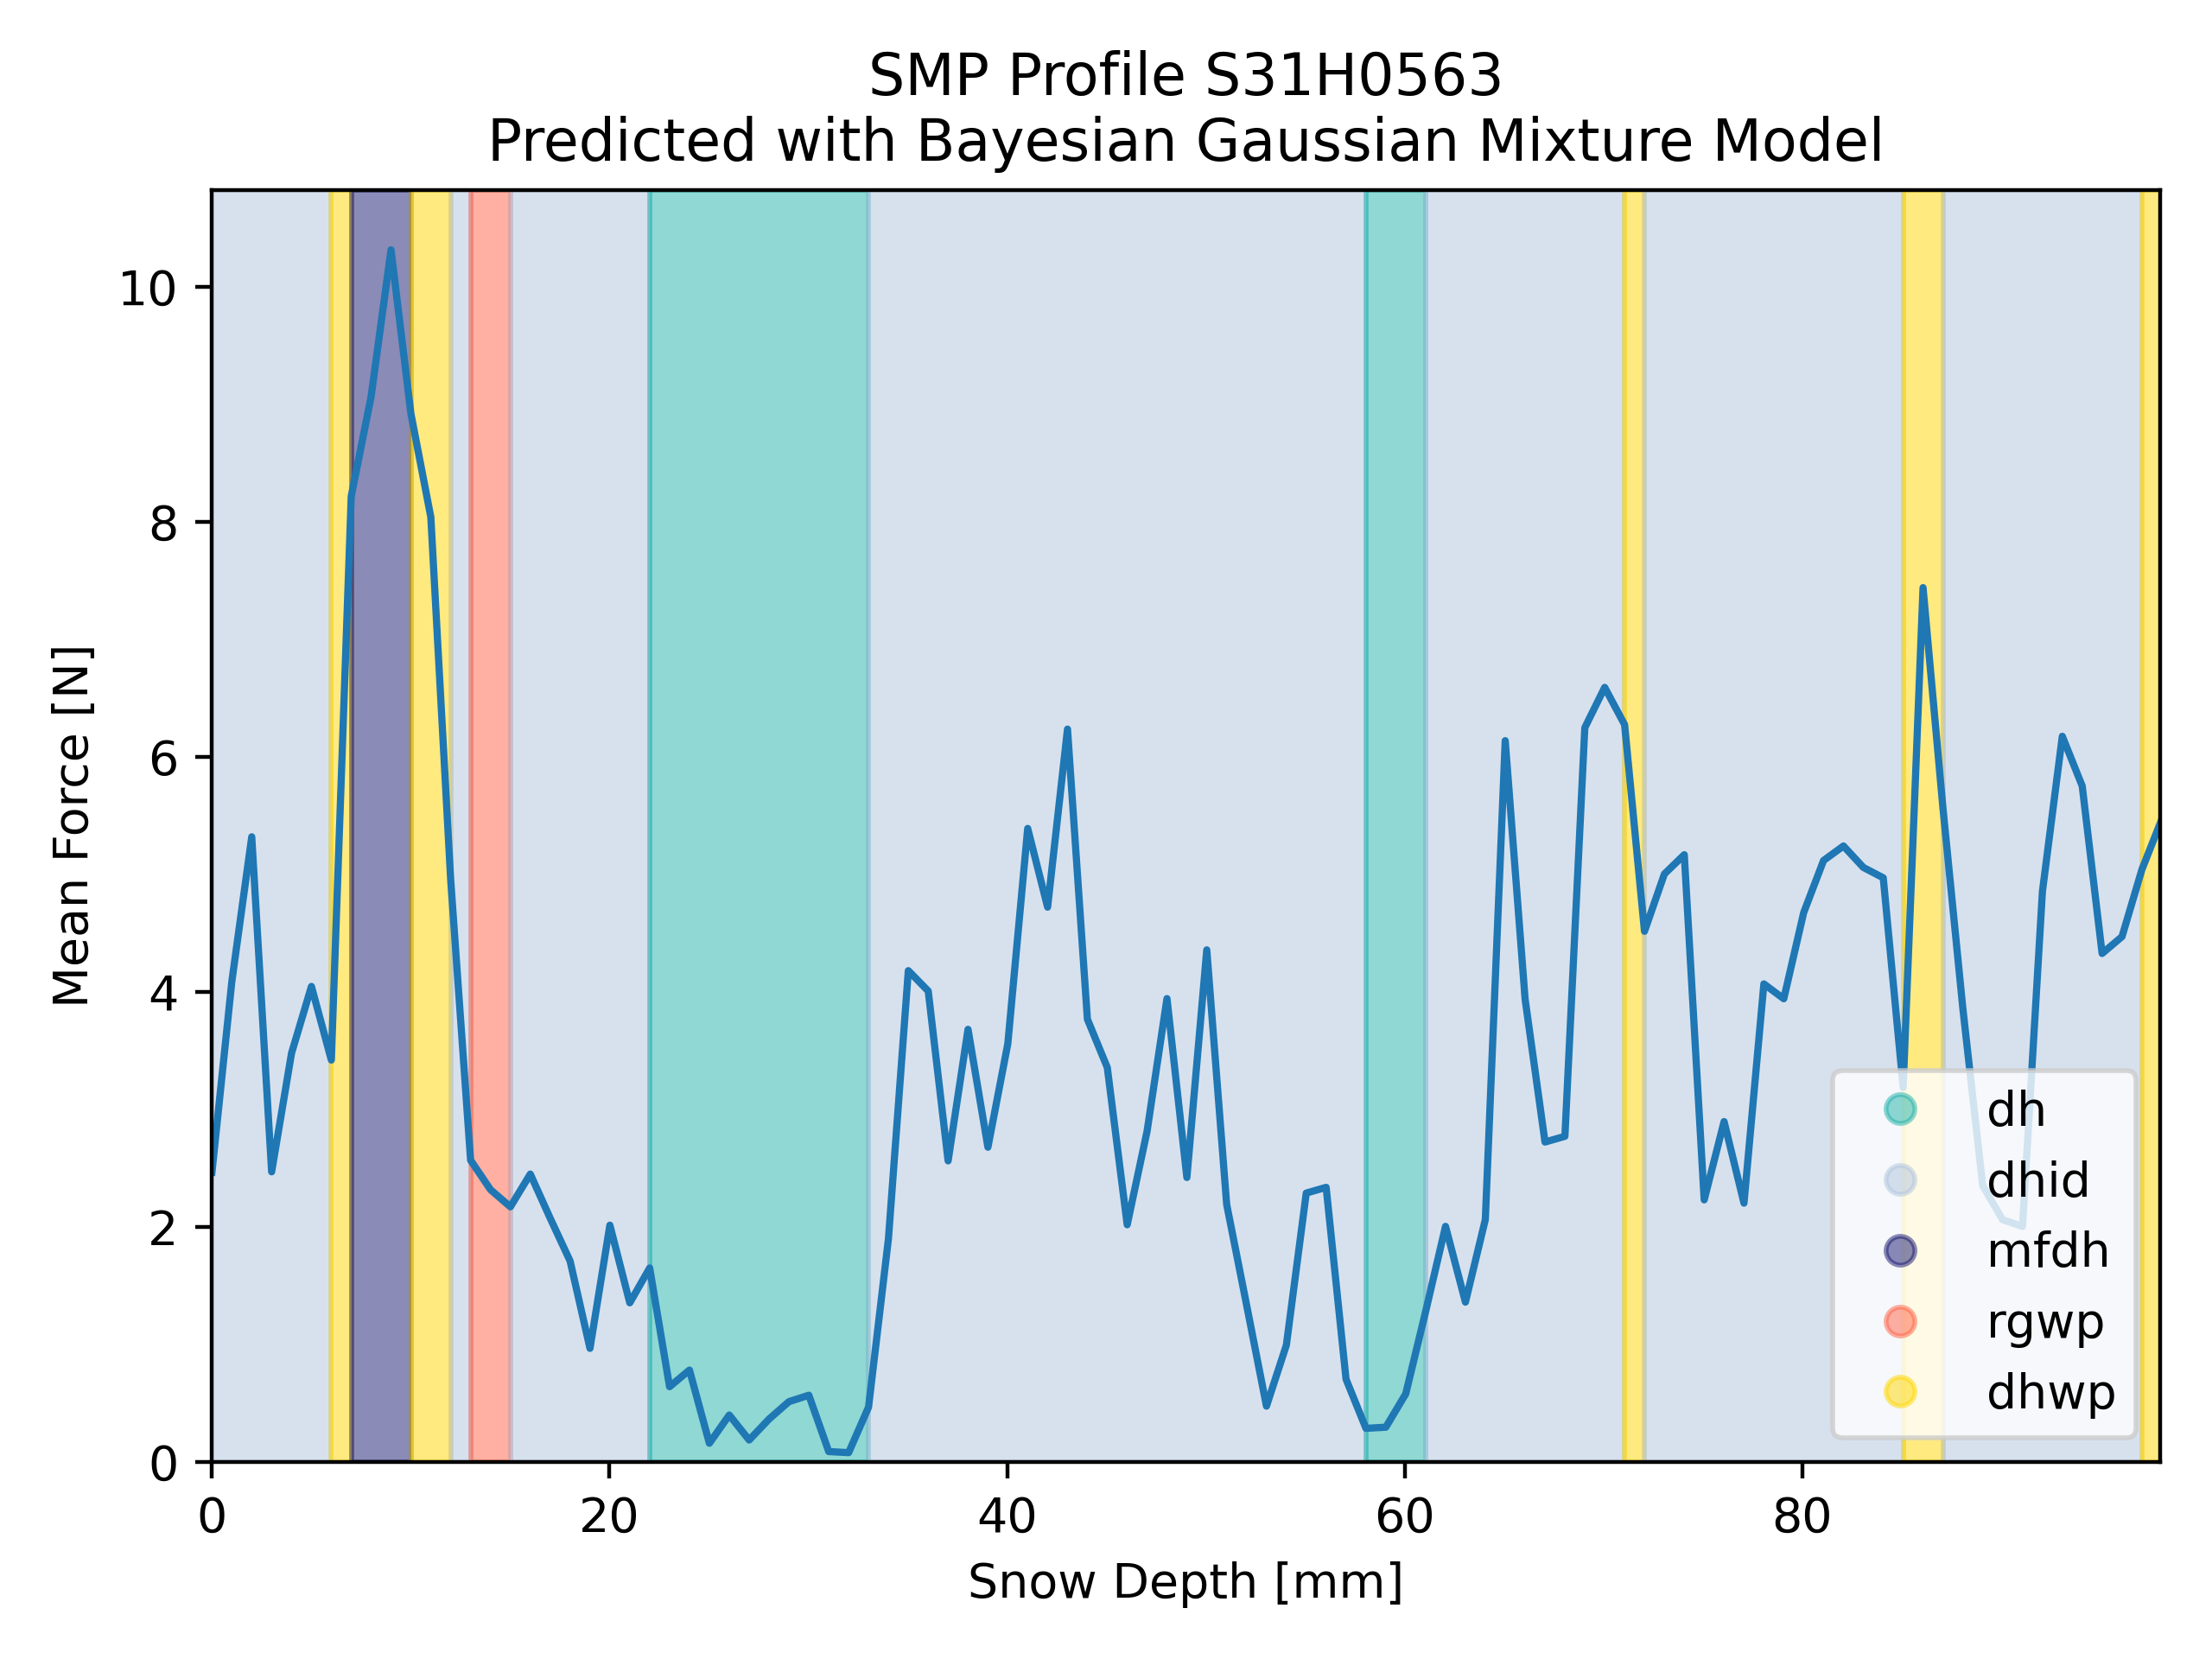 SMP Profile S31H0563
Predicted with Bayesian Gaussian Mixture Model
Mean Force [N]
10
8
6
4
2
0
0 20 40 60 80
Snow Depth [mm]
dh
dhid
mfdh
rgwp
dhwp